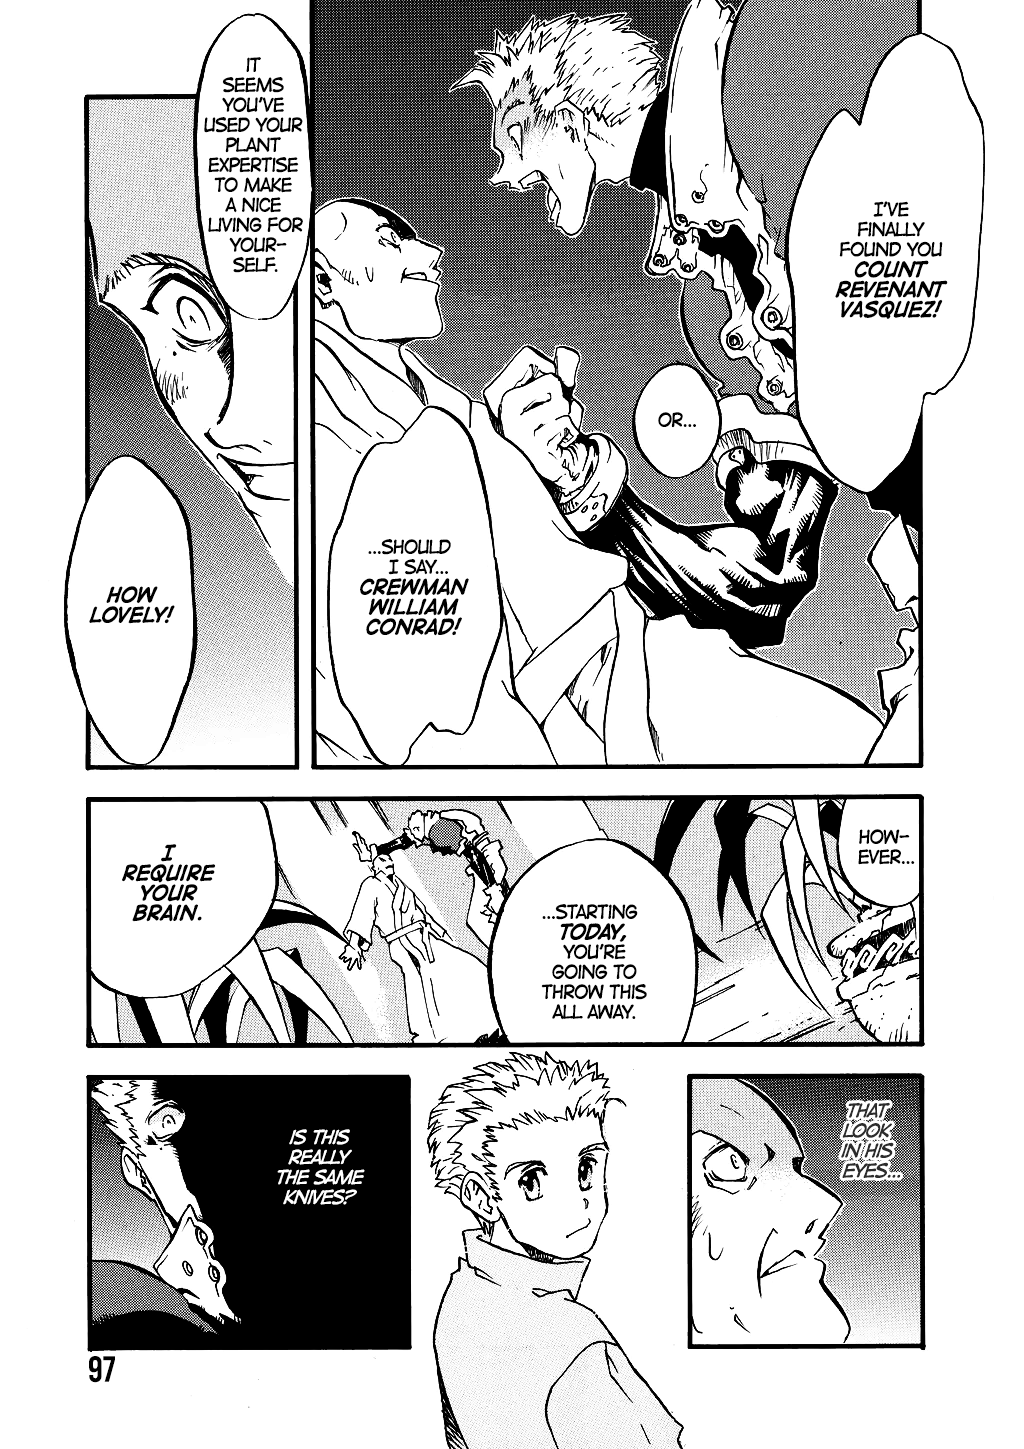 I'VE
FINALLY
FOUND YOU
COUNT
REVENANT
VASQUEZ!
OR...
...SHOULD
I SAY...
CREWMAN
WILLIAM
CONRAD!
IT
SEEMS
YOU'VE
USED YOUR
PLANT
EXPERTISE
TO MAKE
A NICE
LIVING FOR
YOUR-
SELF.
HOW
LOVELY!
HOW-
EVER...
...STARTING
TODAY,
YOU'RE
GOING TO
THROW THIS
ALL AWAY.
I
REQUIRE
YOUR
BRAIN.
THAT
LOOK
IN HIS
EYES...
IS THIS
REALLY
THE SAME
KNIVES?
97